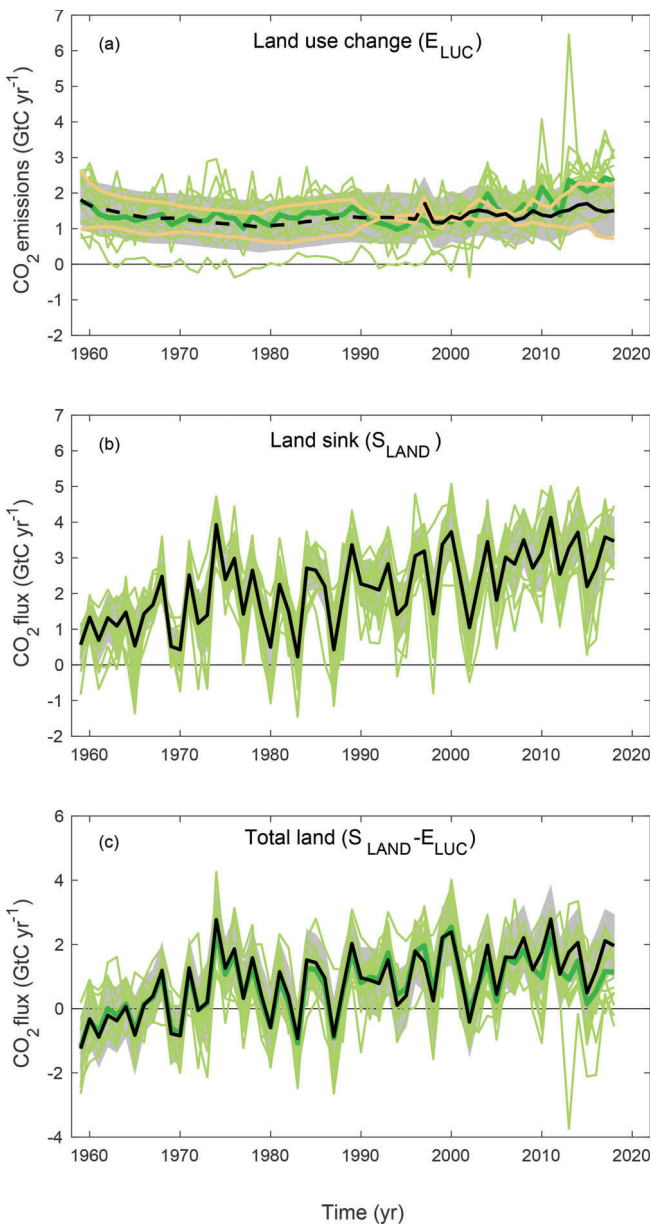 (a) Land use change (E_LUC)
CO2 emissions (GtC yr-1)
7
6
5
4
3
2
1
0
-1
-2
1960 1970 1980 1990 2000 2010 2020
(b) Land sink (S_LAND)
CO2 flux (GtC yr-1)
7
6
5
4
3
2
1
0
-1
-2
1960 1970 1980 1990 2000 2010 2020
(c) Total land (S_LAND-E_LUC)
CO2 flux (GtC yr-1)
6
4
2
0
-2
-4
1960 1970 1980 1990 2000 2010 2020
Time (yr)